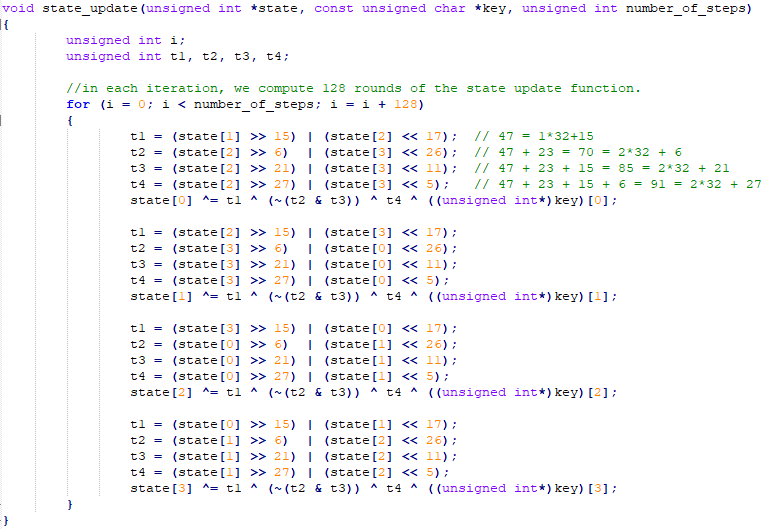 void state_update(unsigned int *state, const unsigned char *key, unsigned int number_of_steps)
{
unsigned int i;
unsigned int t1, t2, t3, t4;
//in each iteration, we compute 128 rounds of the state update function.
for (i = 0; i < number_of_steps; i = i + 128)
{
t1 = (state[1] >> 15) | (state[2] << 17); // 47 = 1*32+15
t2 = (state[2] >> 6) | (state[3] << 26); // 47 + 23 = 70 = 2*32 + 6
t3 = (state[2] >> 21) | (state[3] << 11); // 47 + 23 + 15 = 85 = 2*32 + 21
t4 = (state[2] >> 27) | (state[3] << 5); // 47 + 23 + 15 + 6 = 91 = 2*32 + 27
state[0] ^= t1 ^ (~(t2 & t3)) ^ t4 ^ ((unsigned int*)key)[0];
t1 = (state[2] >> 15) | (state[3] << 17);
t2 = (state[3] >> 6) | (state[0] << 26);
t3 = (state[3] >> 21) | (state[0] << 11);
t4 = (state[3] >> 27) | (state[0] << 5);
state[1] ^= t1 ^ (~(t2 & t3)) ^ t4 ^ ((unsigned int*)key)[1];
t1 = (state[3] >> 15) | (state[0] << 17);
t2 = (state[0] >> 6) | (state[1] << 26);
t3 = (state[0] >> 21) | (state[1] << 11);
t4 = (state[0] >> 27) | (state[1] << 5);
state[2] ^= t1 ^ (~(t2 & t3)) ^ t4 ^ ((unsigned int*)key)[2];
t1 = (state[0] >> 15) | (state[1] << 17);
t2 = (state[1] >> 6) | (state[2] << 26);
t3 = (state[1] >> 21) | (state[2] << 11);
t4 = (state[1] >> 27) | (state[2] << 5);
state[3] ^= t1 ^ (~(t2 & t3)) ^ t4 ^ ((unsigned int*)key)[3];
}
}